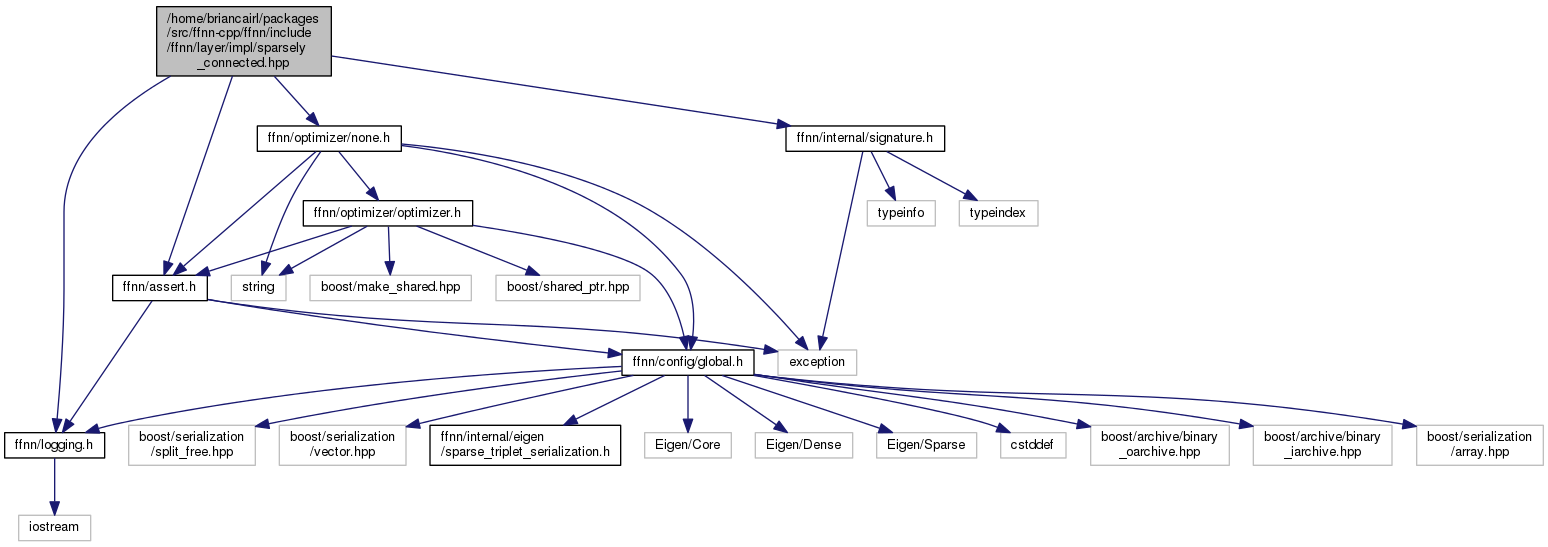 /home/briancairl/packages
/src/ffnn-cpp/ffnn/include
/ffnn/layer/impl/sparsely
_connected.hpp
ffnn/optimizer/none.h
ffnn/internal/signature.h
ffnn/optimizer/optimizer.h
typeinfo
typeindex
ffnn/assert.h
string
boost/make_shared.hpp
boost/shared_ptr.hpp
ffnn/config/global.h
exception
ffnn/logging.h
boost/serialization
/split_free.hpp
boost/serialization
/vector.hpp
ffnn/internal/eigen
/sparse_triplet_serialization.h
Eigen/Core
Eigen/Dense
Eigen/Sparse
cstddef
boost/archive/binary
_oarchive.hpp
boost/archive/binary
_iarchive.hpp
boost/serialization
/array.hpp
iostream